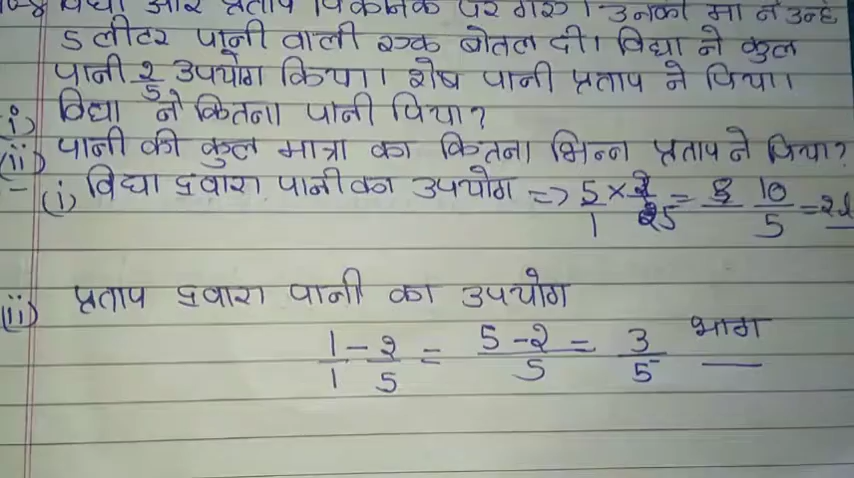 विद्या और प्रताप पिकनिक पर गए। उनकी मां ने उन्हें
5 लीटर पानी वाली एक बोतल दी। विद्या ने कुल
पानी 2/5 उपयोग किया। शेष पानी प्रताप ने पिया।
i) विद्या ने कितना पानी पिया?
(ii) पानी की कुल मात्रा का कितना भिन्न प्रताप ने पिया?
(i) विद्या द्वारा पानी का उपयोग => 5/1 × 2/5 = 10/5 =
(ii) प्रताप द्वारा पानी का उपयोग
1/1 - 2/5 = 5-2/5 = 3/5 भाग